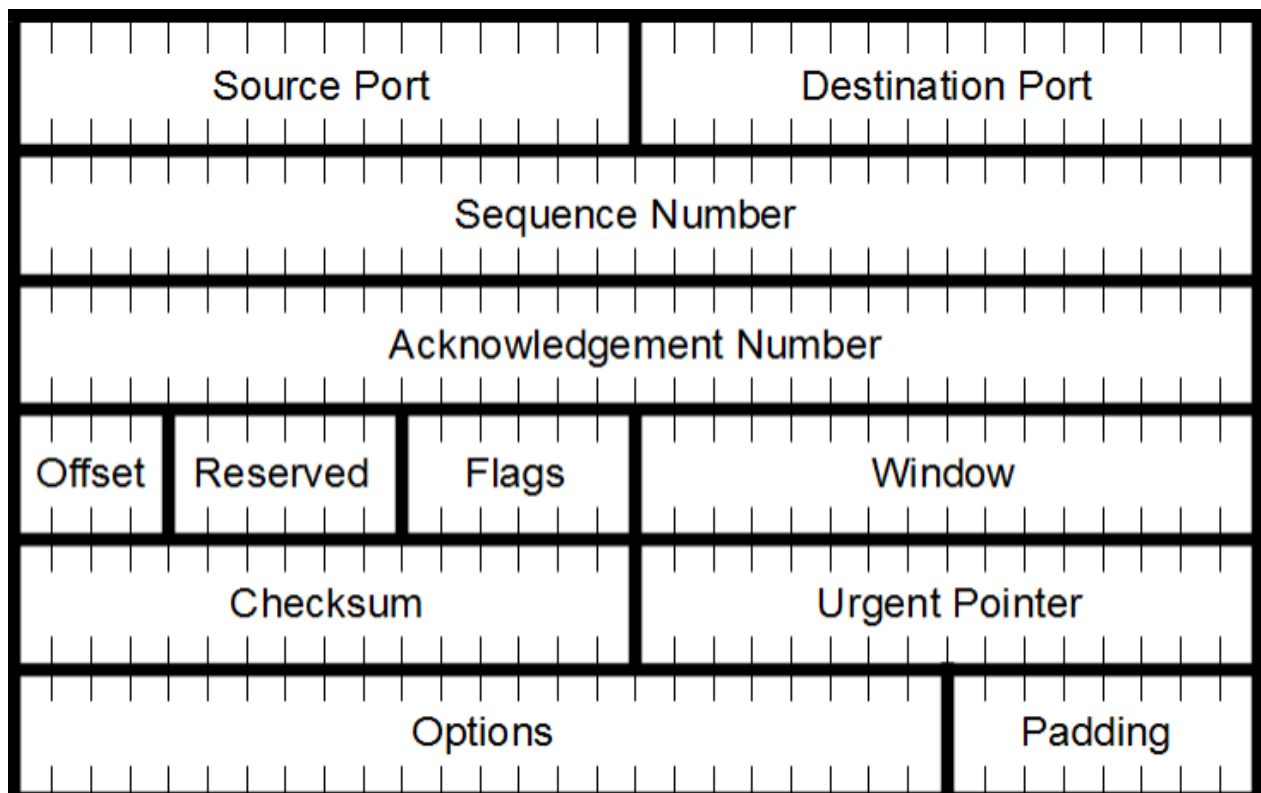 Source Port Destination Port
Sequence Number
Acknowledgement Number
Offset Reserved Flags Window
Checksum Urgent Pointer
Options Padding